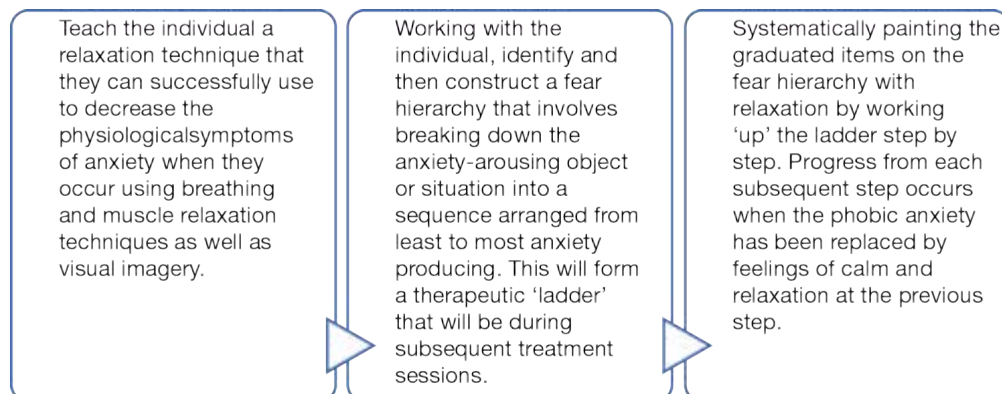 Teach the individual a
relaxation technique that
they can successfully use
to decrease the
physiologicalsymptoms
of anxiety when they
occur using breathing
and muscle relaxation
techniques as well as
visual imagery.
Working with the
individual, identify and
then construct a fear
hierarchy that involves
breaking down the
anxiety-arousing object
or situation into a
sequence arranged from
least to most anxiety
producing. This will form
a therapeutic ‘ladder’
that will be during
subsequent treatment
sessions.
Systematically painting the
graduated items on the
fear hierarchy with
relaxation by working
‘up’ the ladder step by
step. Progress from each
subsequent step occurs
when the phobic anxiety
has been replaced by
feelings of calm and
relaxation at the previous
step.